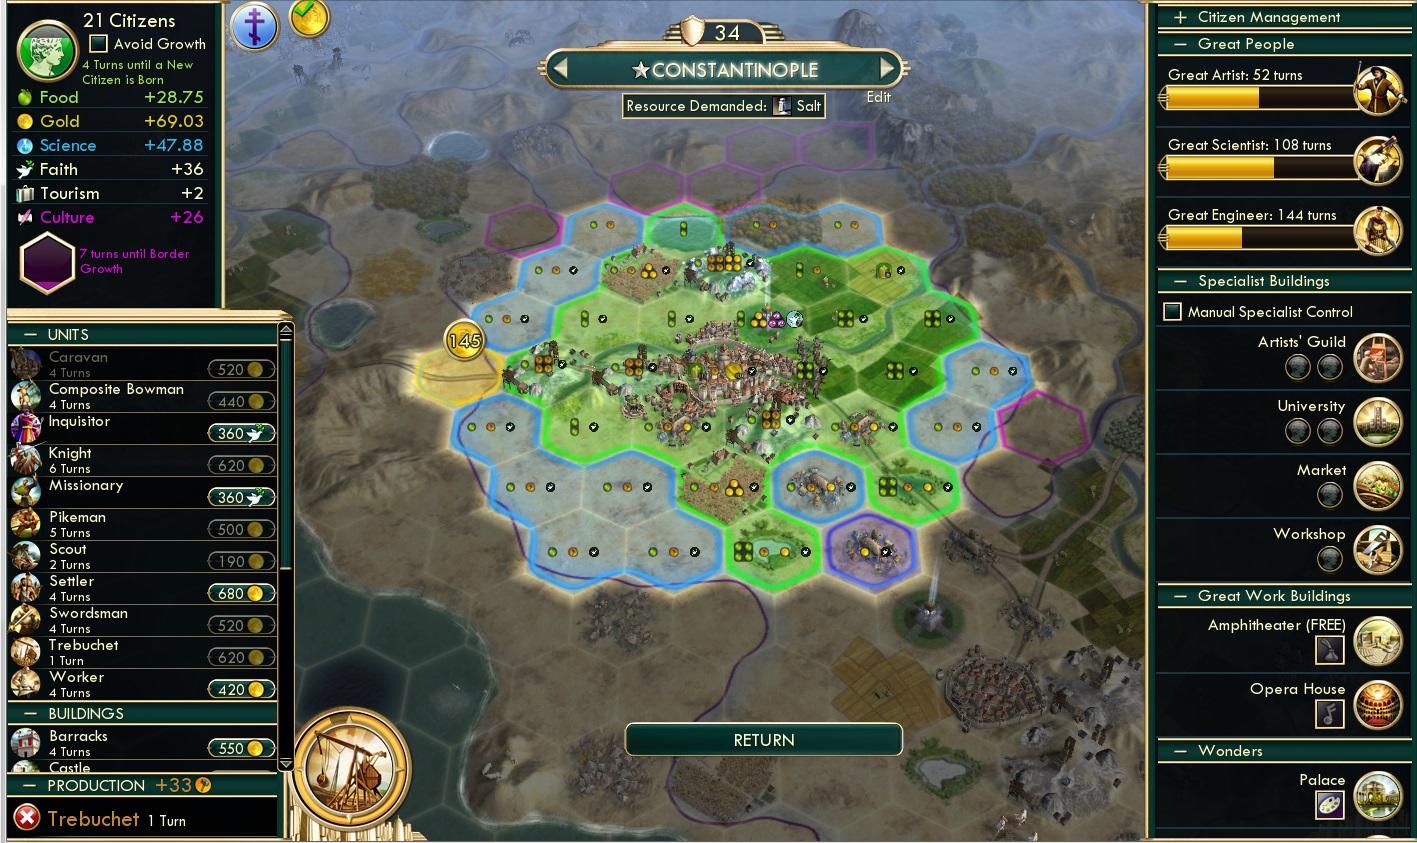 21 Citizens
Avoid Growth
4 Turns until a New
Citizen is Born
Food +28.75
Gold +69.03
Science +47.88
Faith +36
Tourism +2
Culture +26
7 turns until Border
Growth
34
CONSTANTINOPLE
Edit
Resource Demanded: Salt
145
RETURN
UNITS
Caravan
4 Turns 520
Composite Bowman
4 Turns 440
Inquisitor
360
Knight
6 Turns 620
Missionary
360
Pikeman
5 Turns 500
Scout
2 Turns 190
Settler
4 Turns 680
Swordsman
4 Turns 520
Trebuchet
1 Turn 620
Worker
4 Turns 420
BUILDINGS
Barracks
4 Turns 550
Castle
PRODUCTION +33
Trebuchet 1 Turn
Citizen Management
Great People
Great Artist: 52 turns
Great Scientist: 108 turns
Great Engineer: 144 turns
Specialist Buildings
Manual Specialist Control
Artists' Guild
University
Market
Workshop
Great Work Buildings
Amphitheater (FREE)
Opera House
Wonders
Palace